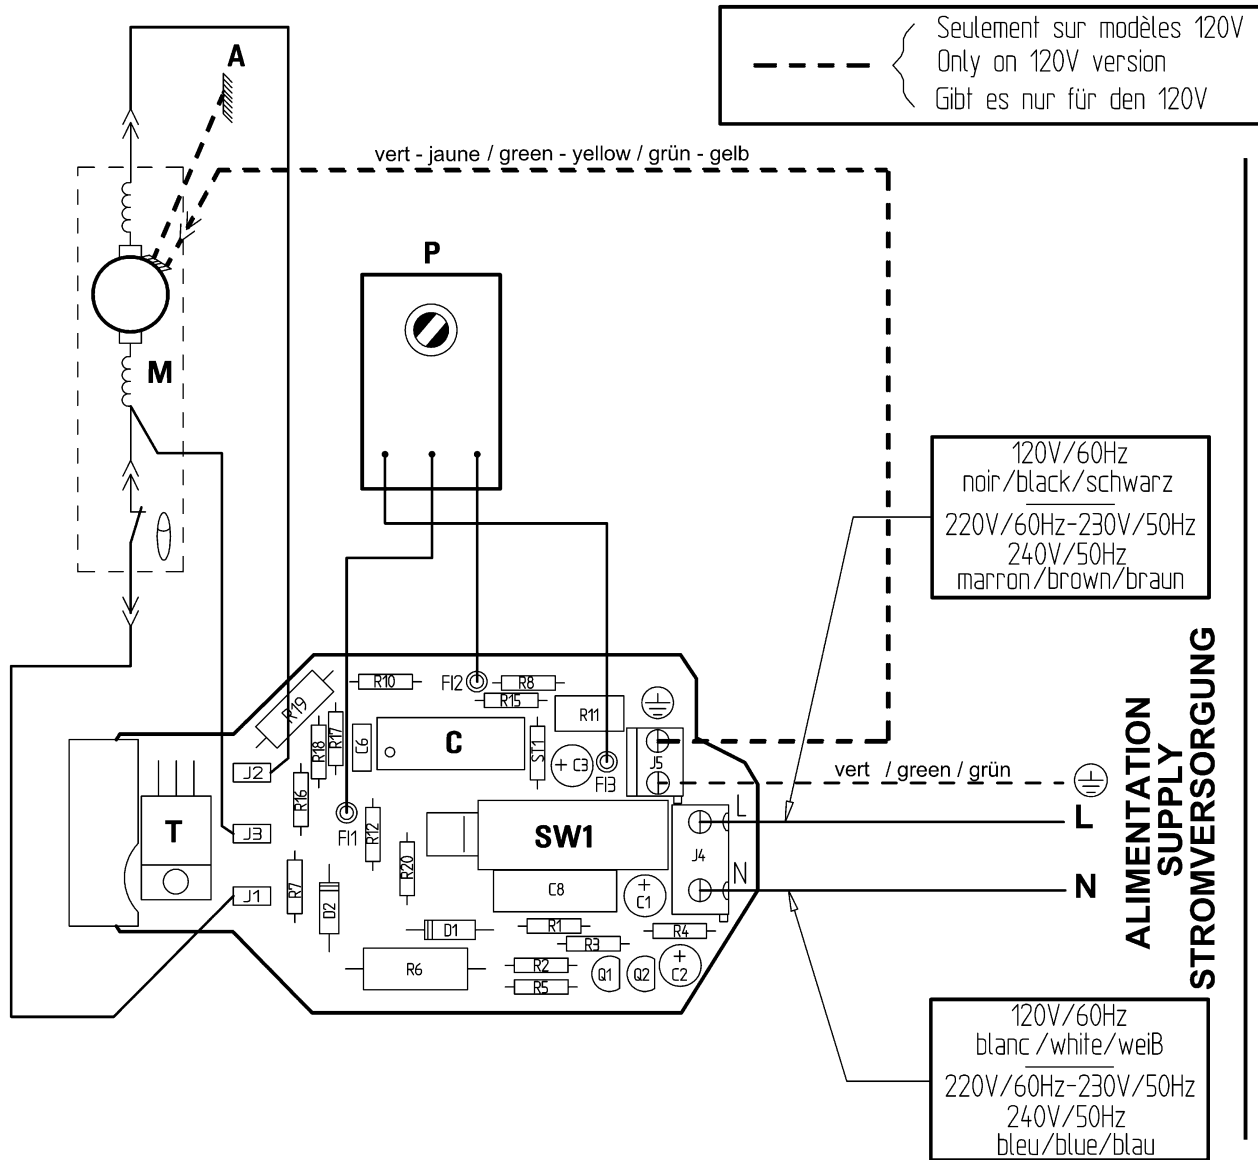 Seulement sur modèles 120V
Only on 120V version
Gibt es nur für den 120V
A
vert - jaune / green - yellow / grün - gelb
P
M
120V/60Hz
noir/black/schwarz
220V/60Hz-230V/50Hz
240V/50Hz
marron/brown/braun
R19
R10
FI2
R8
R15
R11
R18
R17
C6
C
ST1
+ C3
FI3
J5
J2
R16
FI1
R12
T
J3
SW1
L
J4
N
vert / green / grün
L
N
ALIMENTATION
SUPPLY
STROMVERSORGUNG
R20
C8
+
C1
J1
R7
D2
D1
R1
R3
R4
R6
R2
R5
Q1
Q2
+
C2
120V/60Hz
blanc/white/weiß
220V/60Hz-230V/50Hz
240V/50Hz
bleu/blue/blau